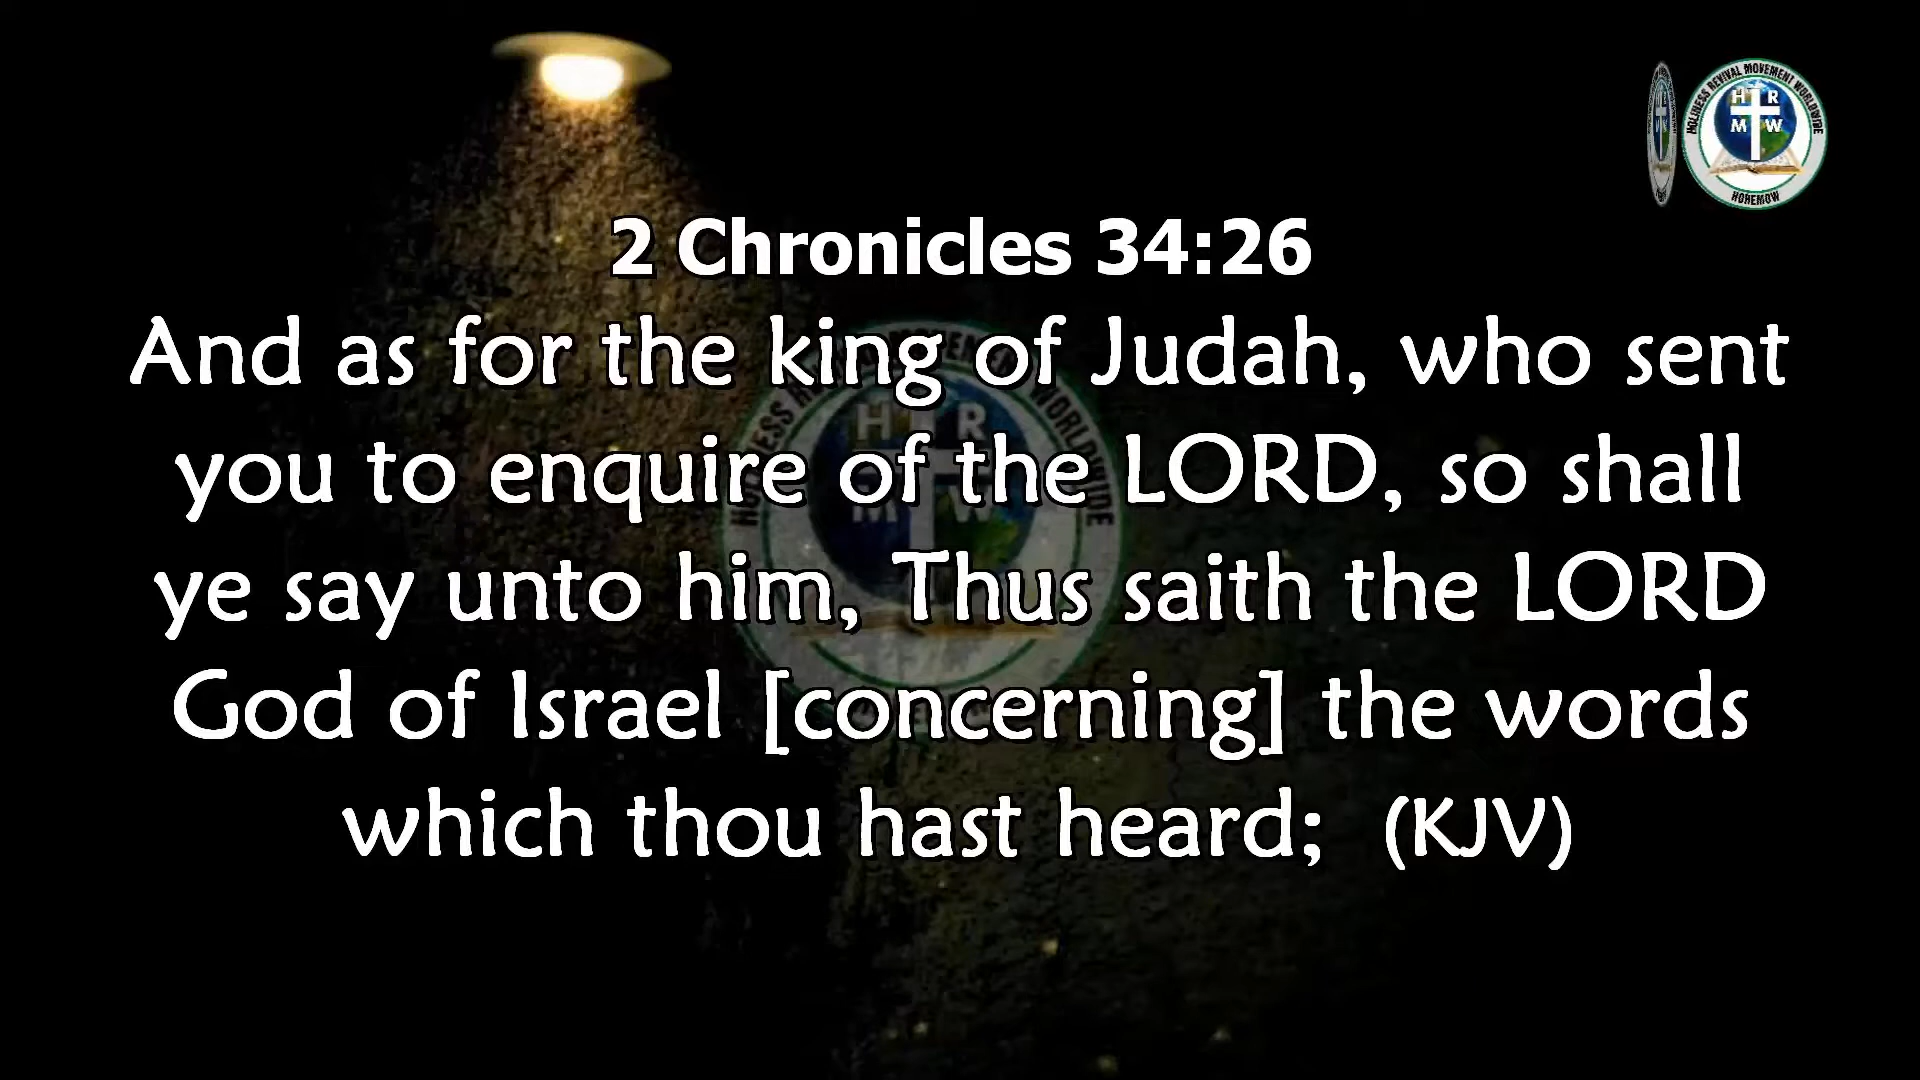 HOLINESS REVIVAL MOVEMENT WORLDWIDE
H R
M W
HOREMOW
2 Chronicles 34:26
And as for the king of Judah, who sent
you to enquire of the LORD, so shall
ye say unto him, Thus saith the LORD
God of Israel [concerning] the words
which thou hast heard; (KJV)